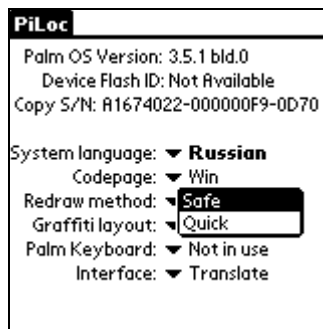 PiLoc
Palm OS Version: 3.5.1 bld.0
Device Flash ID: Not Available
Copy S/N: A1674022-000000F9-0D70
System language: Russian
Codepage: Win
Redraw method: Safe
Graffiti layout: Quick
Palm Keyboard: Not in use
Interface: Translate